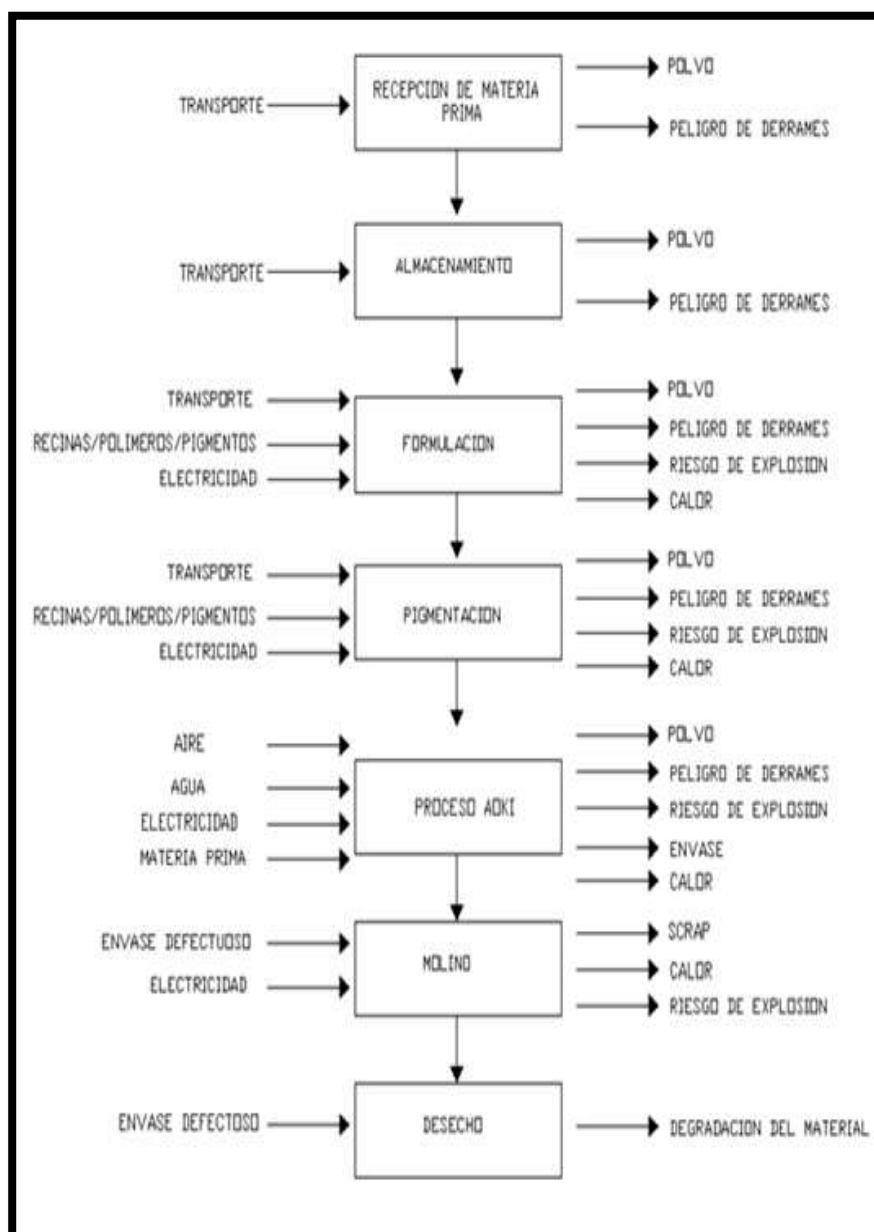 RECEPCION DE MATERIA
PRIMA
TRANSPORTE
POLVO
PELIGRO DE DERRAMES
ALMACENAMIENTO
TRANSPORTE
POLVO
PELIGRO DE DERRAMES
TRANSPORTE
RECINAS/POLIMEROS/PIGMENTOS
ELECTRICIDAD
FORMULACION
POLVO
PELIGRO DE DERRAMES
RIESGO DE EXPLOSION
CALOR
TRANSPORTE
RECINAS/POLIMEROS/PIGMENTOS
ELECTRICIDAD
PIGMENTACION
POLVO
PELIGRO DE DERRAMES
RIESGO DE EXPLOSION
CALOR
AIRE
AGUA
ELECTRICIDAD
MATERIA PRIMA
PROCESO AOKI
POLVO
PELIGRO DE DERRAMES
RIESGO DE EXPLOSION
ENVASE
CALOR
ENVASE DEFECTUOSO
ELECTRICIDAD
MOLINO
SCRAP
CALOR
RIESGO DE EXPLOSION
ENVASE DEFECTOSO
DESECHO
DEGRADACION DEL MATERIAL